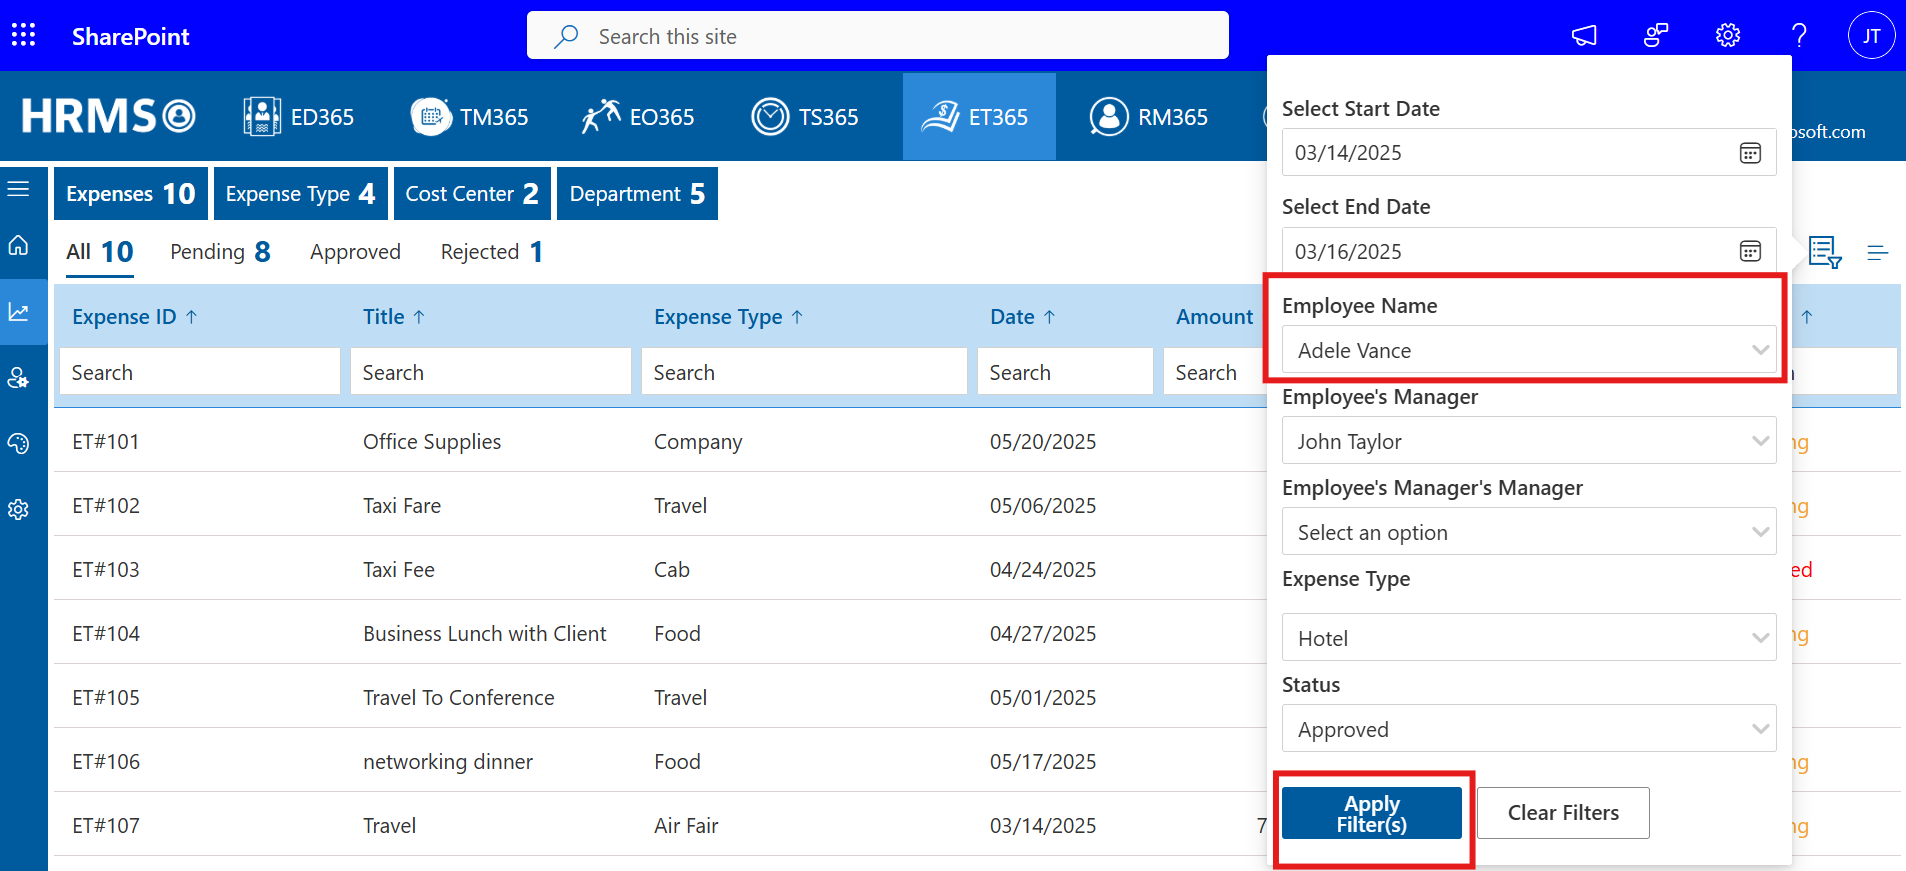 SharePoint
Search this site
JT
HRMS
ED365
TM365
EO365
TS365
ET365
RM365
osoft.com
Expenses 10
Expense Type 4
Cost Center 2
Department 5
All 10
Pending 8
Approved
Rejected 1
Expense ID ↑
Title ↑
Expense Type ↑
Date ↑
Amount
↑
Search
Search
Search
Search
Search
ET#101
Office Supplies
Company
05/20/2025
ng
ET#102
Taxi Fare
Travel
05/06/2025
ng
ET#103
Taxi Fee
Cab
04/24/2025
ed
ET#104
Business Lunch with Client
Food
04/27/2025
ng
ET#105
Travel To Conference
Travel
05/01/2025
ET#106
networking dinner
Food
05/17/2025
ng
ET#107
Travel
Air Fair
03/14/2025
7
ng
Select Start Date
03/14/2025
Select End Date
03/16/2025
Employee Name
Adele Vance
Employee's Manager
John Taylor
Employee's Manager's Manager
Select an option
Expense Type
Hotel
Status
Approved
Apply
Filter(s)
Clear Filters